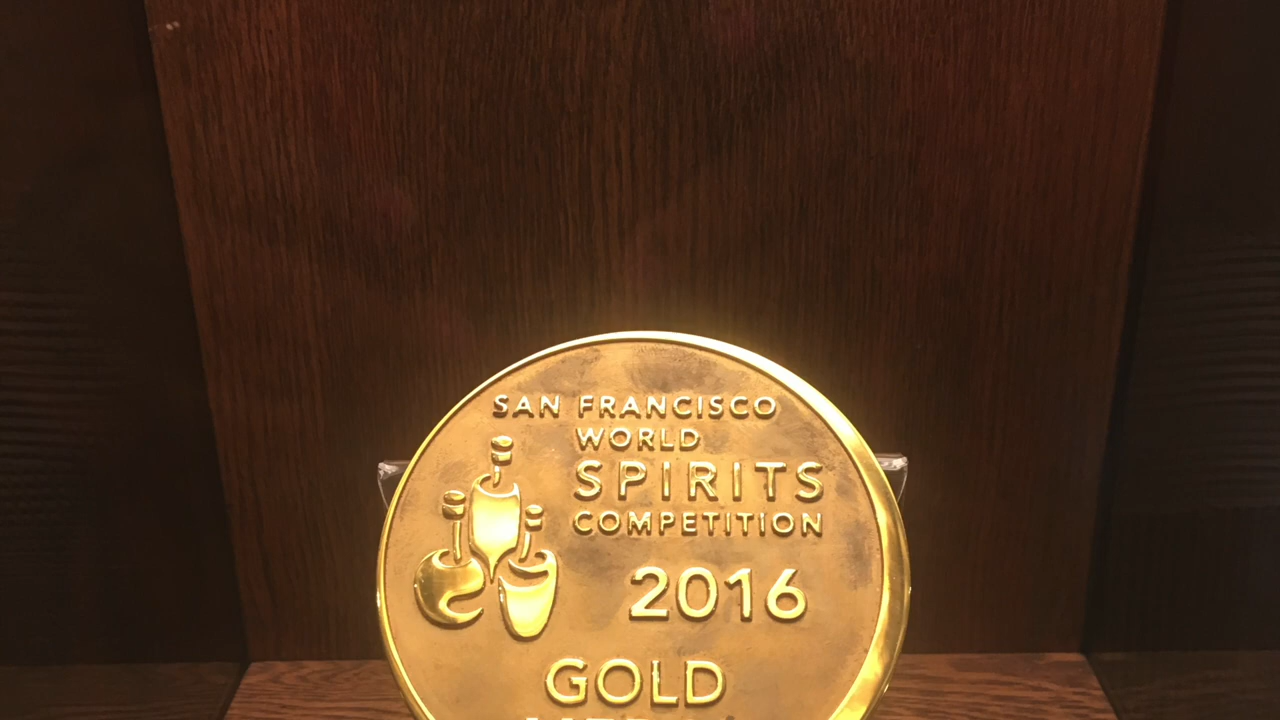 SAN FRANCISCO
WORLD
SPIRITS
COMPETITION
2016
GOLD